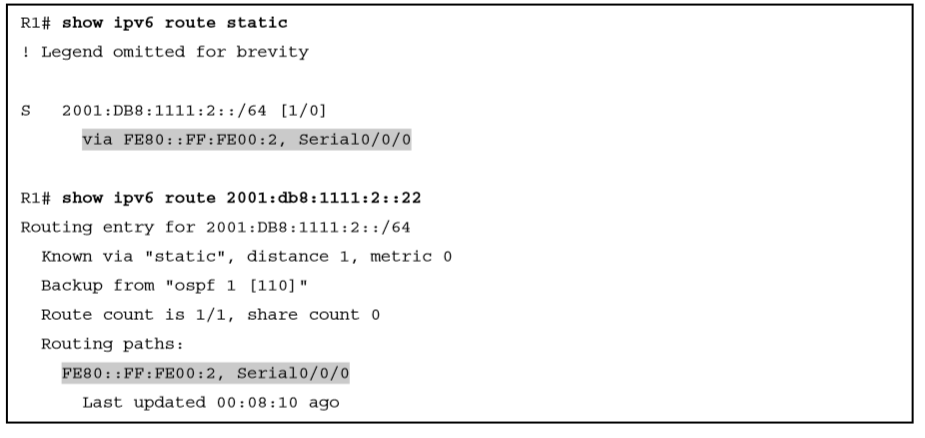 R1# show ipv6 route static
! Legend omitted for brevity
S 2001:DB8:1111:2::/64 [1/0]
via FE80::FF:FE00:2, Serial0/0/0
R1# show ipv6 route 2001:db8:1111:2::22
Routing entry for 2001:DB8:1111:2::/64
Known via "static", distance 1, metric 0
Backup from "ospf 1 [110]"
Route count is 1/1, share count 0
Routing paths:
FE80::FF:FE00:2, Serial0/0/0
Last updated 00:08:10 ago